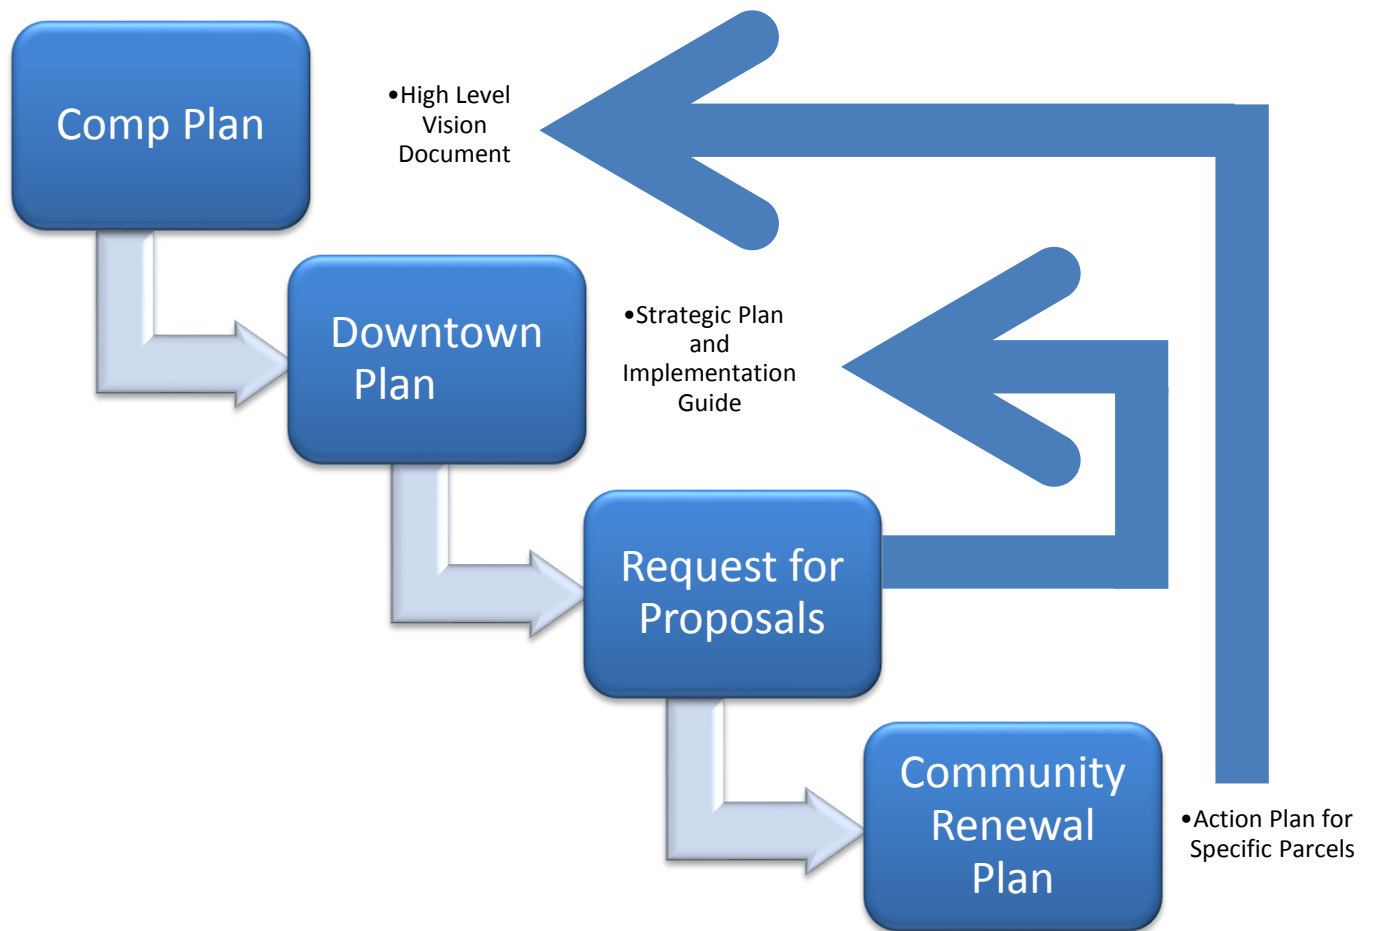 Comp Plan
•High Level
Vision
Document
Downtown
Plan
•Strategic Plan
and
Implementation
Guide
Request for
Proposals
Community
Renewal
Plan
•Action Plan for
Specific Parcels